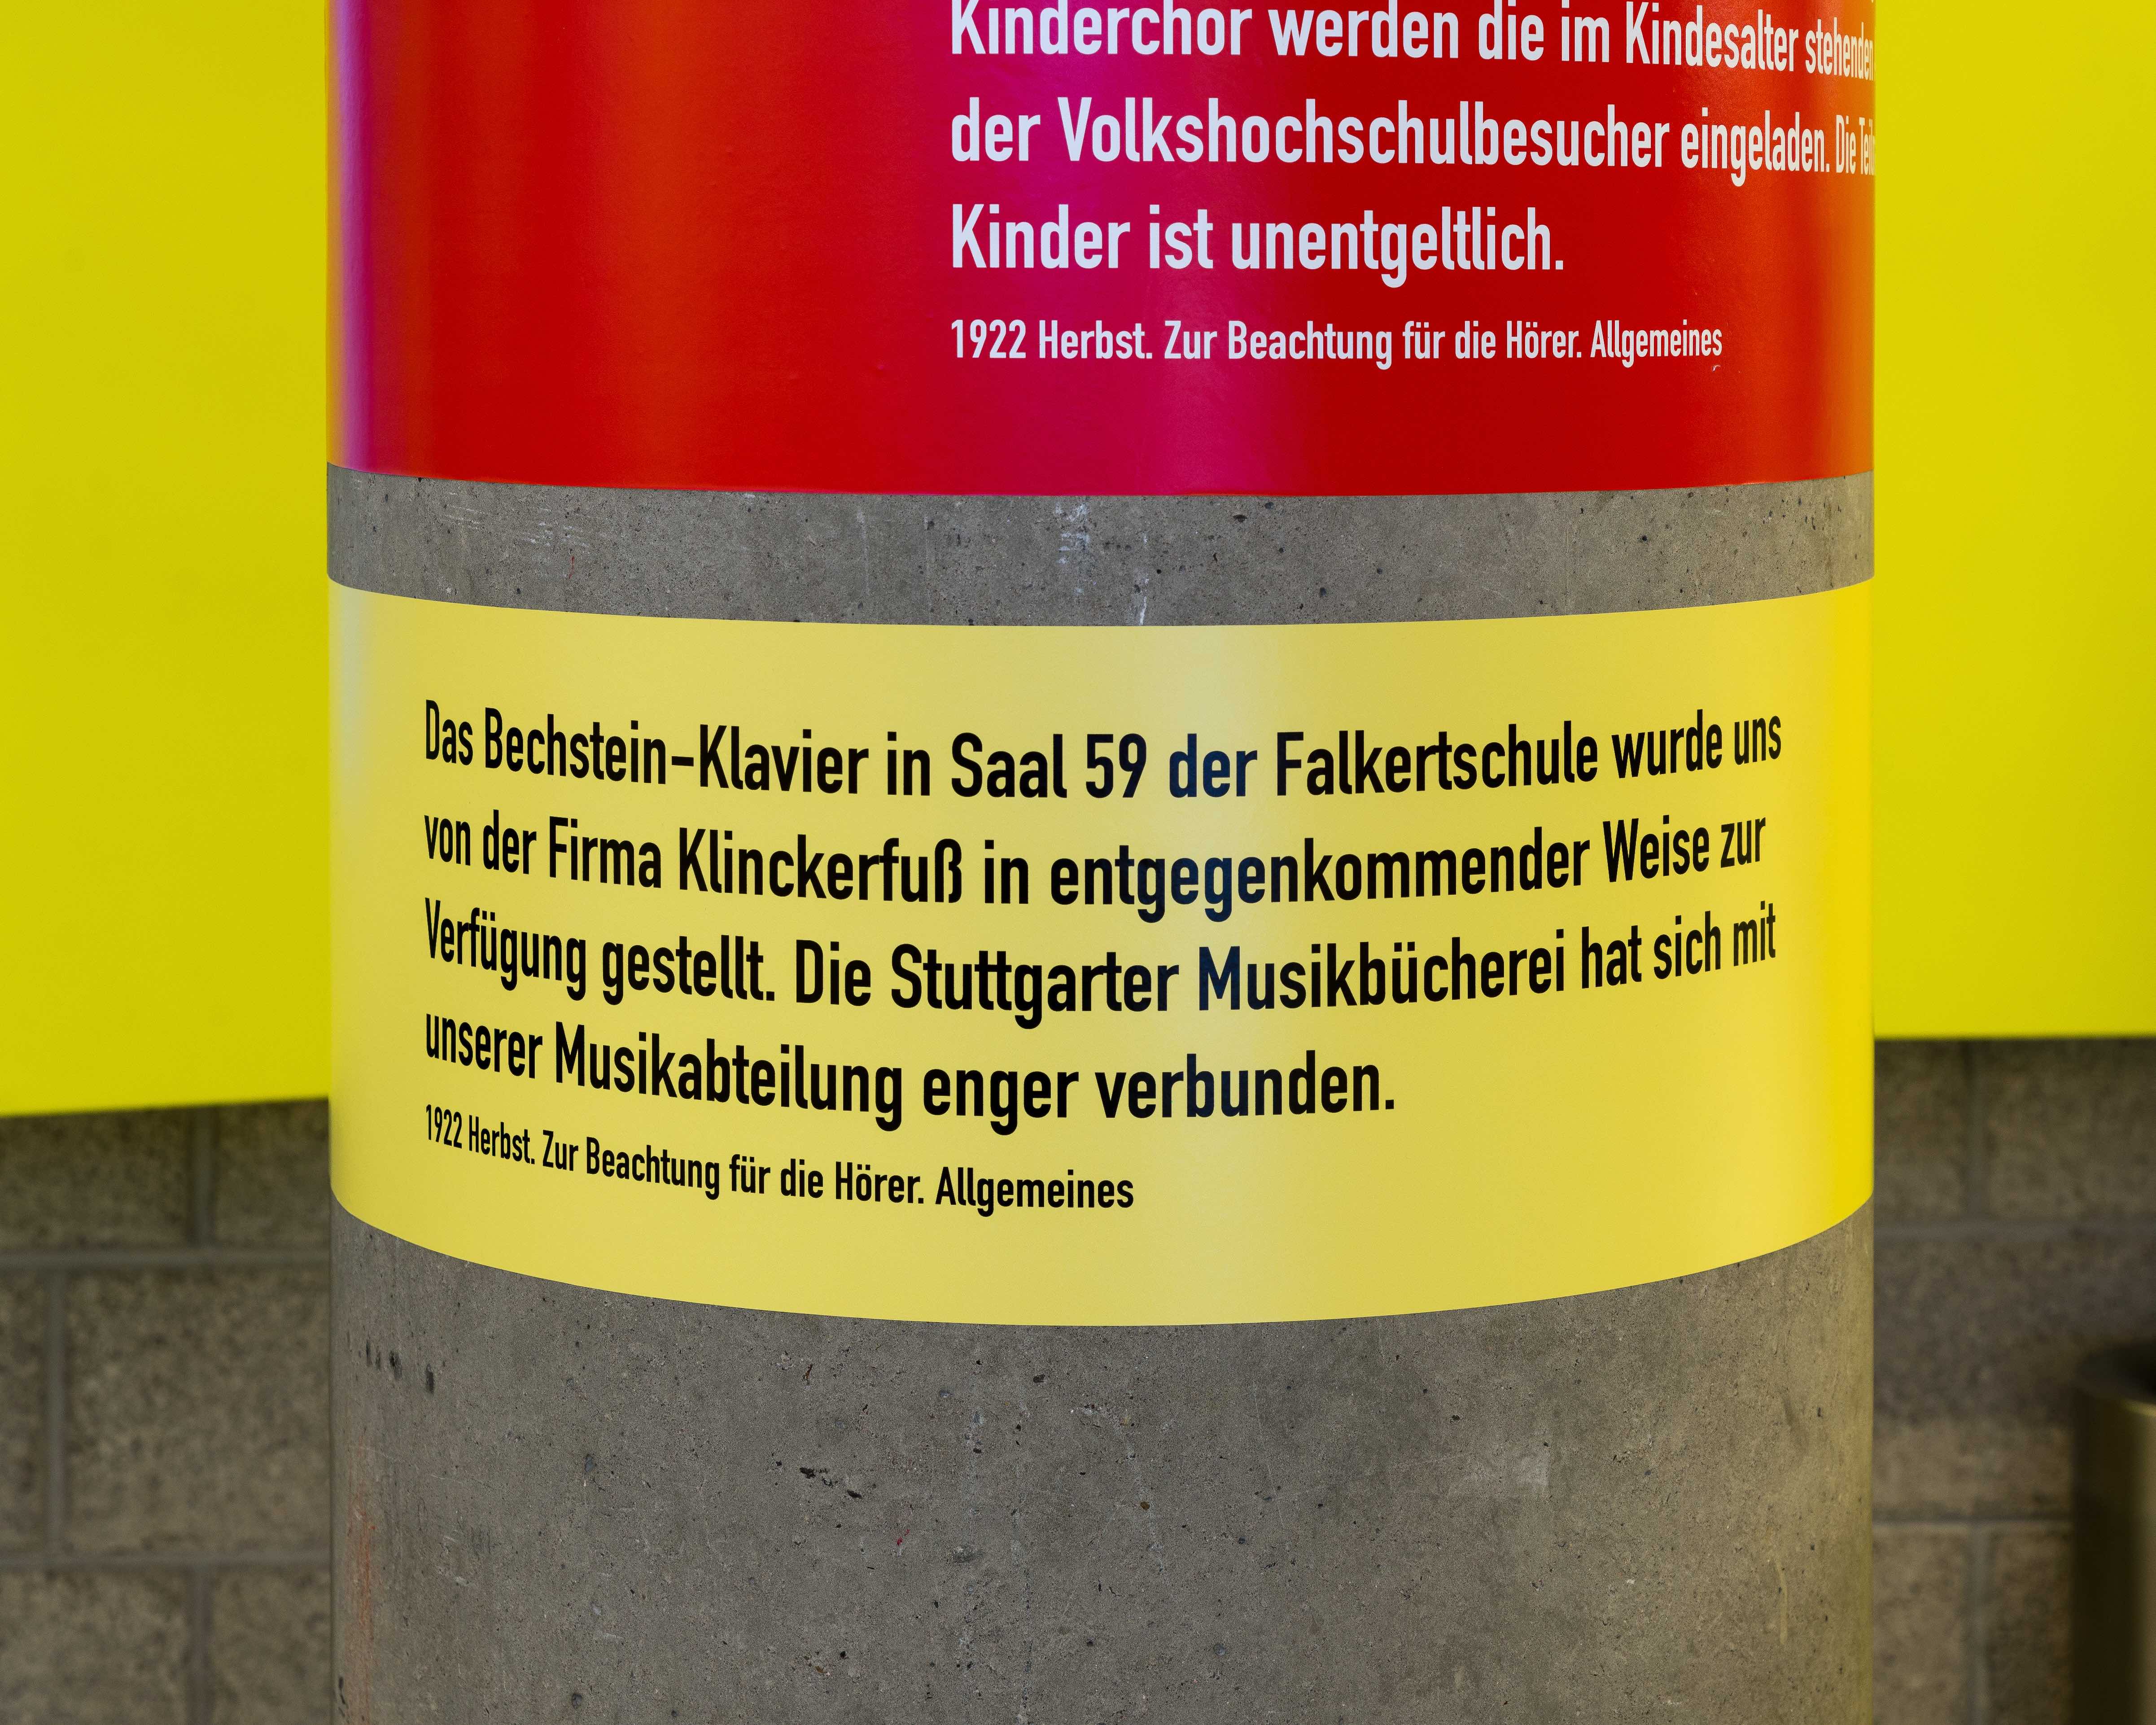 Kinderchor werden die im Kindesalter stehenden
der Volkshochschulbesucher eingeladen. Die
Kinder ist unentgeltlich.
1922 Herbst. Zur Beachtung für die Hörer. Allgemeines
Das Bechstein-Klavier in Saal 59 der Falkertschule wurde uns
von der Firma Klinckerfuß in entgegenkommender Weise zur
Verfügung gestellt. Die Stuttgarter Musikbücherei hat sich mit
unserer Musikabteilung enger verbunden.
1922 Herbst. Zur Beachtung für die Hörer. Allgemeines